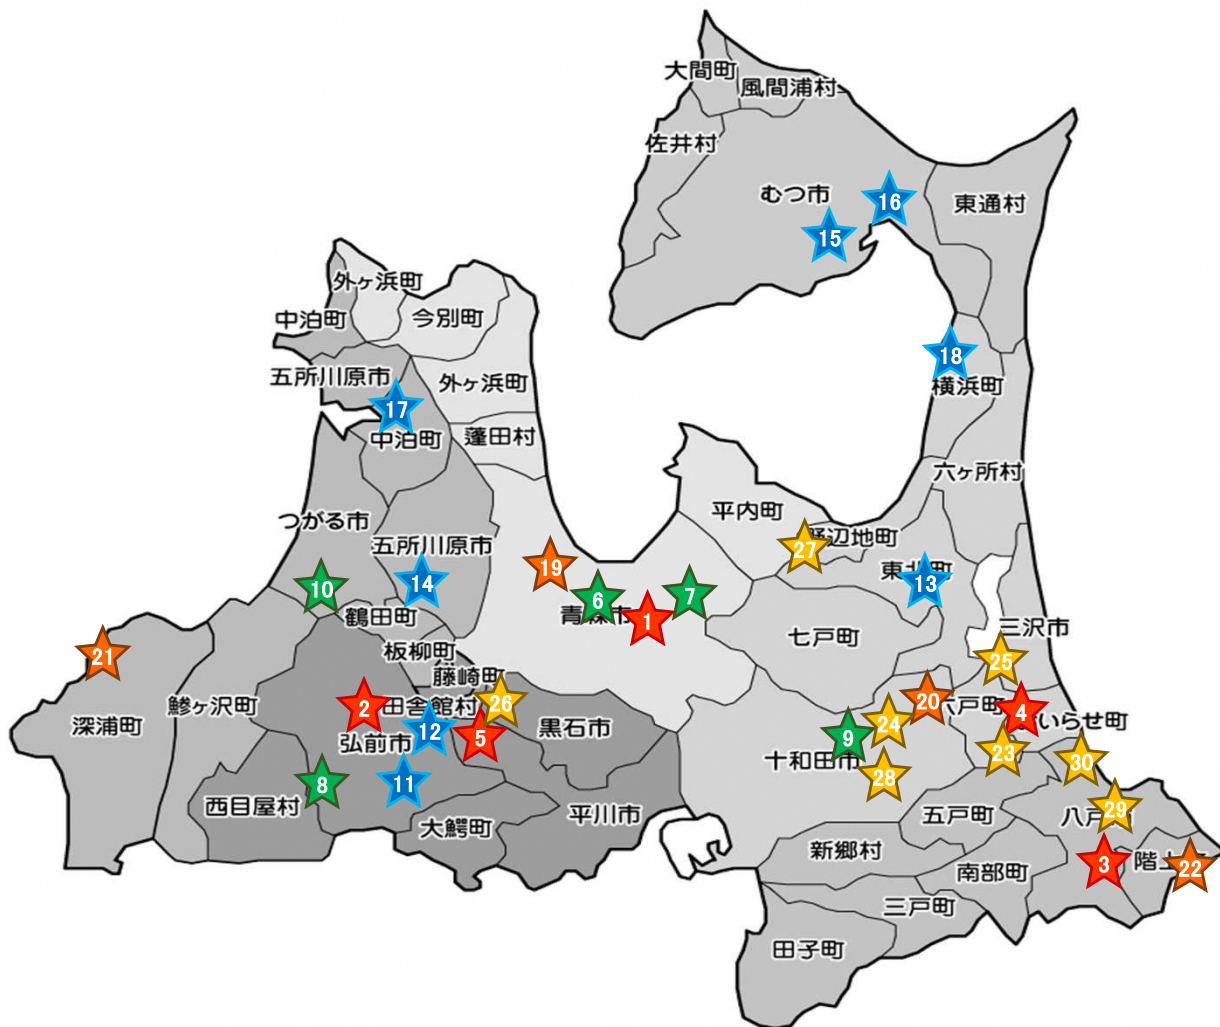 大間町
風間浦村
佐井村
むつ市
16
東通村
15
外ヶ浜町
中泊町
今別町
18
横浜町
五所川原市
外ヶ浜町
17
中泊町
蓬田村
六ヶ所村
つがる市
平内町
五所川原市
27
野辺地町
19
東北町
10
14
13
6
7
青森市
1
鶴田町
七戸町
三沢市
21
板柳町
25
藤崎町
深浦町
鰺ヶ沢町
2
田舎館村
26
20
六戸町
4
おいらせ町
弘前市
12
5
黒石市
9
24
23
十和田市
30
8
11
28
西目屋村
大鰐町
平川市
五戸町
八戸市
29
新郷村
南部町
3
階上町
22
三戸町
田子町